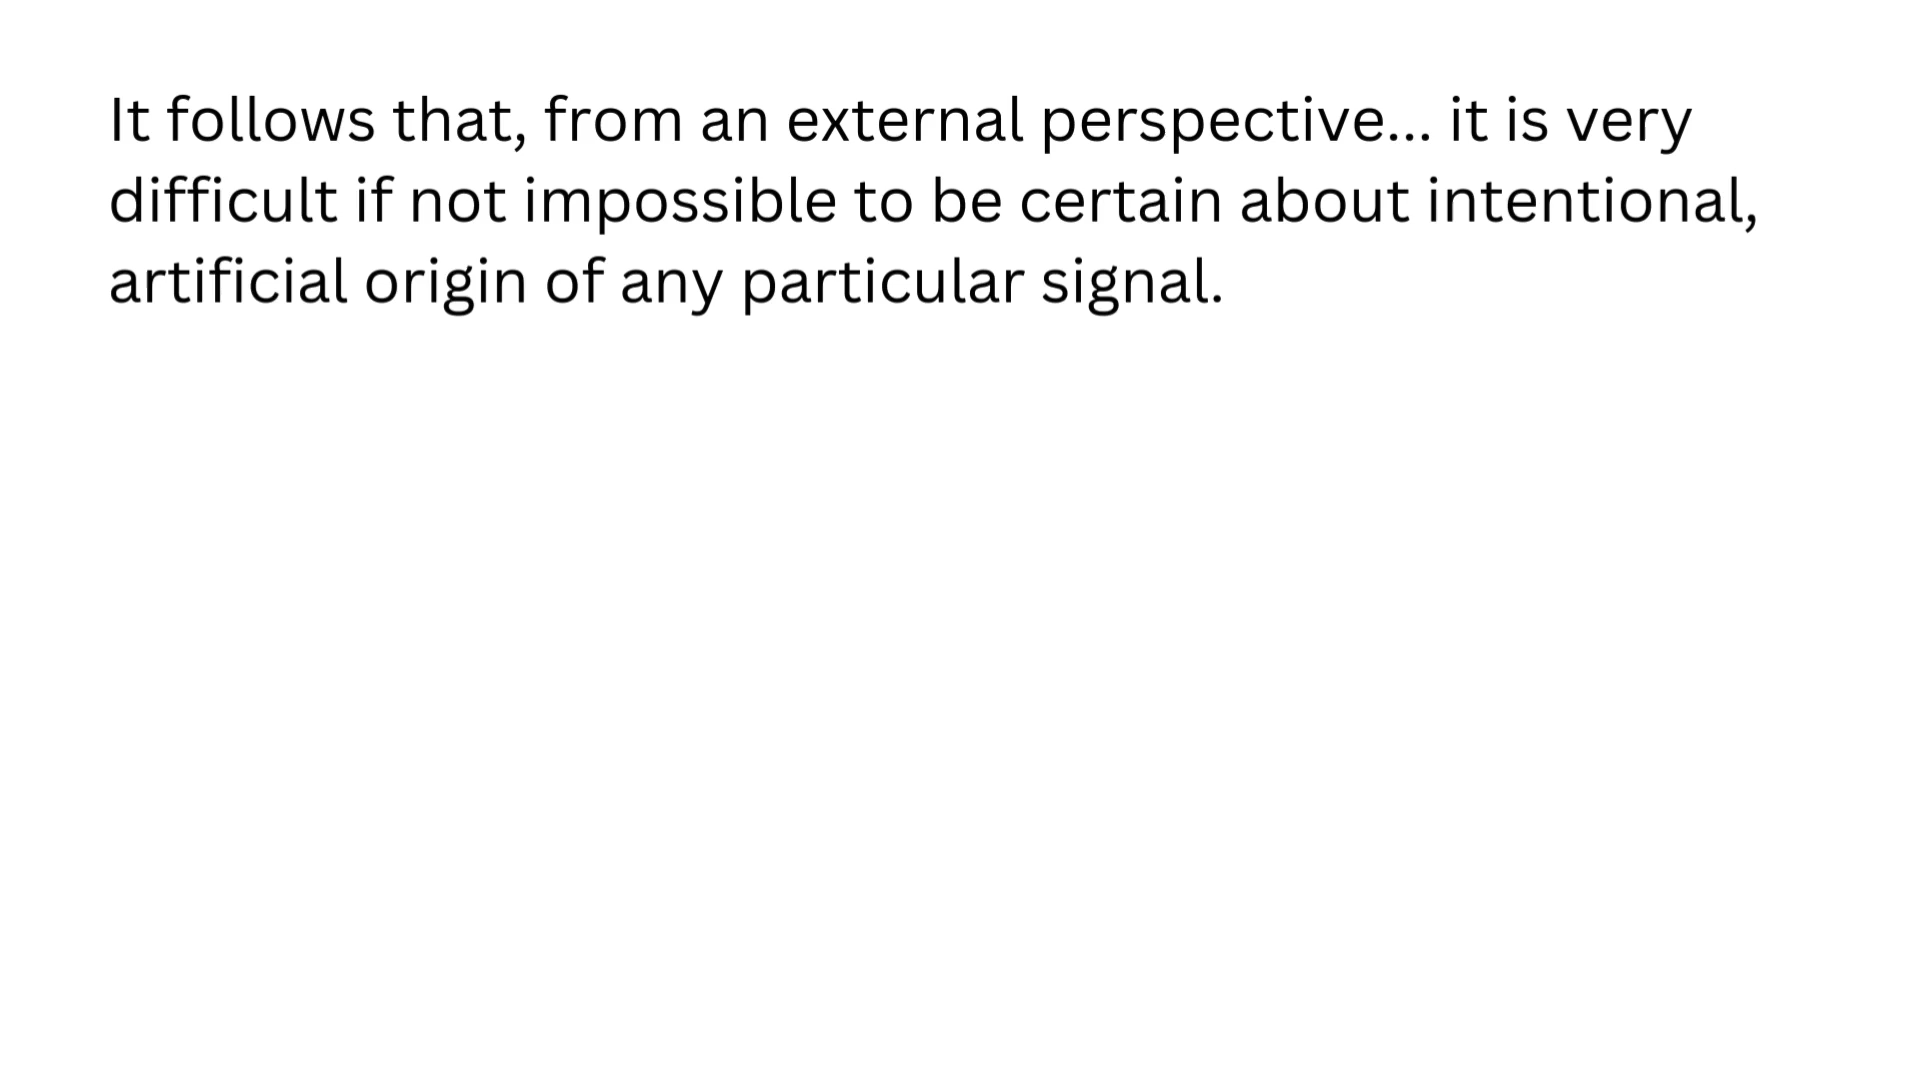 It follows that, from an external perspective... it is very
difficult if not impossible to be certain about intentional,
artificial origin of any particular signal.